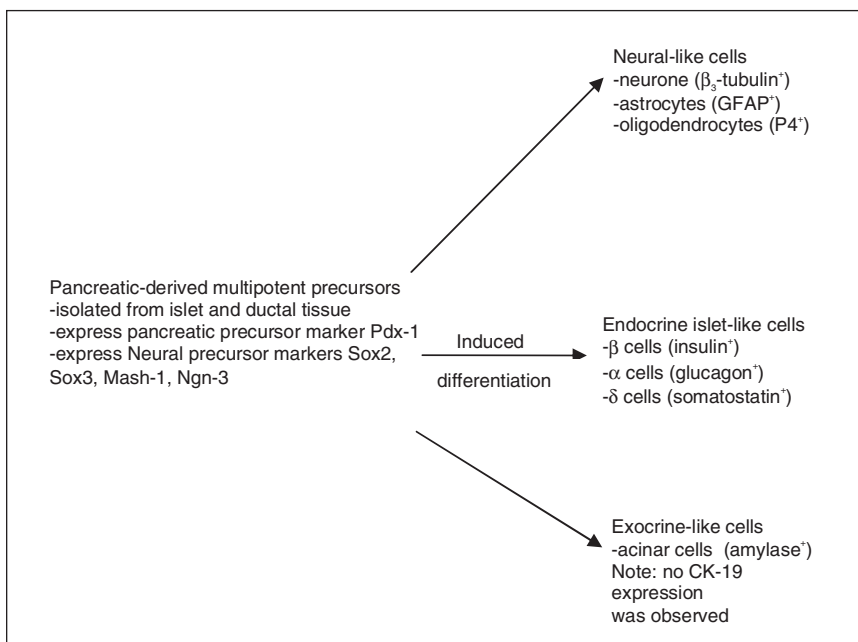 Neural-like cells
-neurone (β₃-tubulin⁺)
-astrocytes (GFAP⁺)
-oligodendrocytes (P4⁺)
Pancreatic-derived multipotent precursors
-isolated from islet and ductal tissue
-express pancreatic precursor marker Pdx-1
-express Neural precursor markers Sox2,
Sox3, Mash-1, Ngn-3
Induced
differentiation
Endocrine islet-like cells
-β cells (insulin⁺)
-α cells (glucagon⁺)
-δ cells (somatostatin⁺)
Exocrine-like cells
-acinar cells (amylase⁺)
Note: no CK-19
expression
was observed